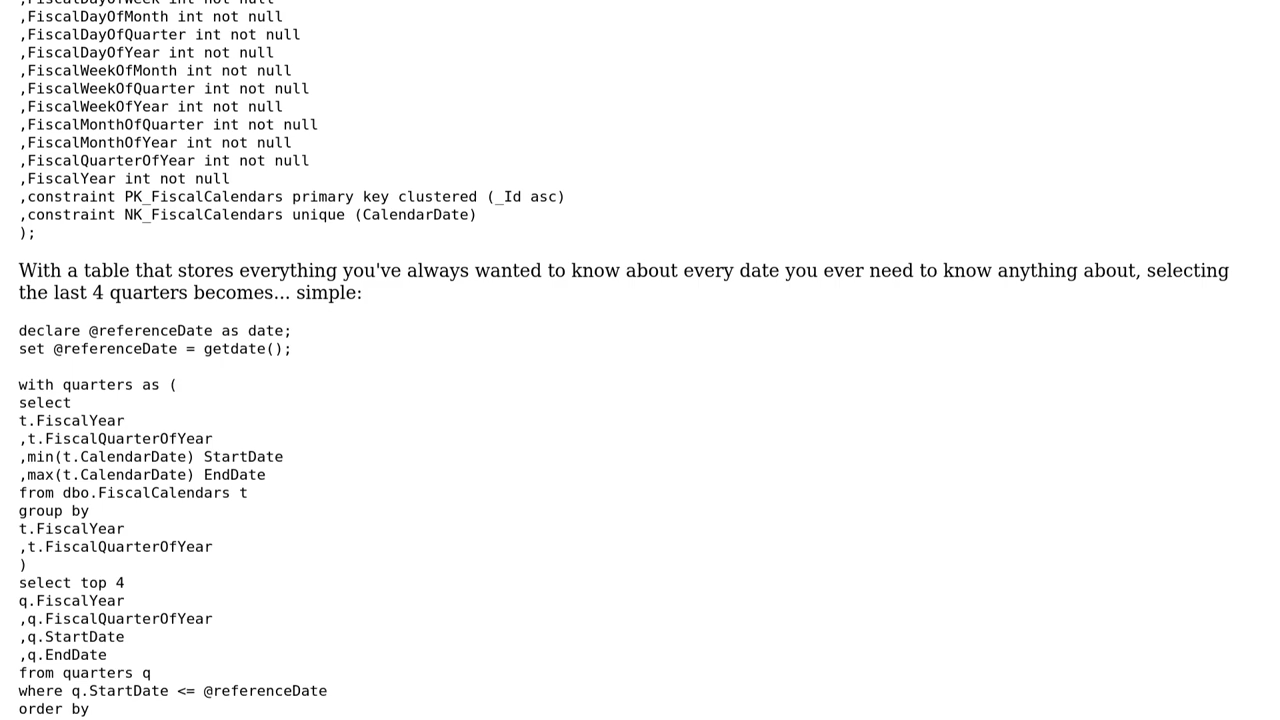 ,FiscalDayOfWeek int not null
,FiscalDayOfMonth int not null
,FiscalDayOfQuarter int not null
,FiscalDayOfYear int not null
,FiscalWeekOfMonth int not null
,FiscalWeekOfQuarter int not null
,FiscalWeekOfYear int not null
,FiscalMonthOfQuarter int not null
,FiscalMonthOfYear int not null
,FiscalQuarterOfYear int not null
,FiscalYear int not null
,constraint PK_FiscalCalendars primary key clustered (_Id asc)
,constraint NK_FiscalCalendars unique (CalendarDate)
);
With a table that stores everything you've always wanted to know about every date you ever need to know anything about, selecting
the last 4 quarters becomes... simple:
declare @referenceDate as date;
set @referenceDate = getdate();
with quarters as (
select
t.FiscalYear
,t.FiscalQuarterOfYear
,min(t.CalendarDate) StartDate
,max(t.CalendarDate) EndDate
from dbo.FiscalCalendars t
group by
t.FiscalYear
,t.FiscalQuarterOfYear
)
select top 4
q.FiscalYear
,q.FiscalQuarterOfYear
,q.StartDate
,q.EndDate
from quarters q
where q.StartDate <= @referenceDate
order by